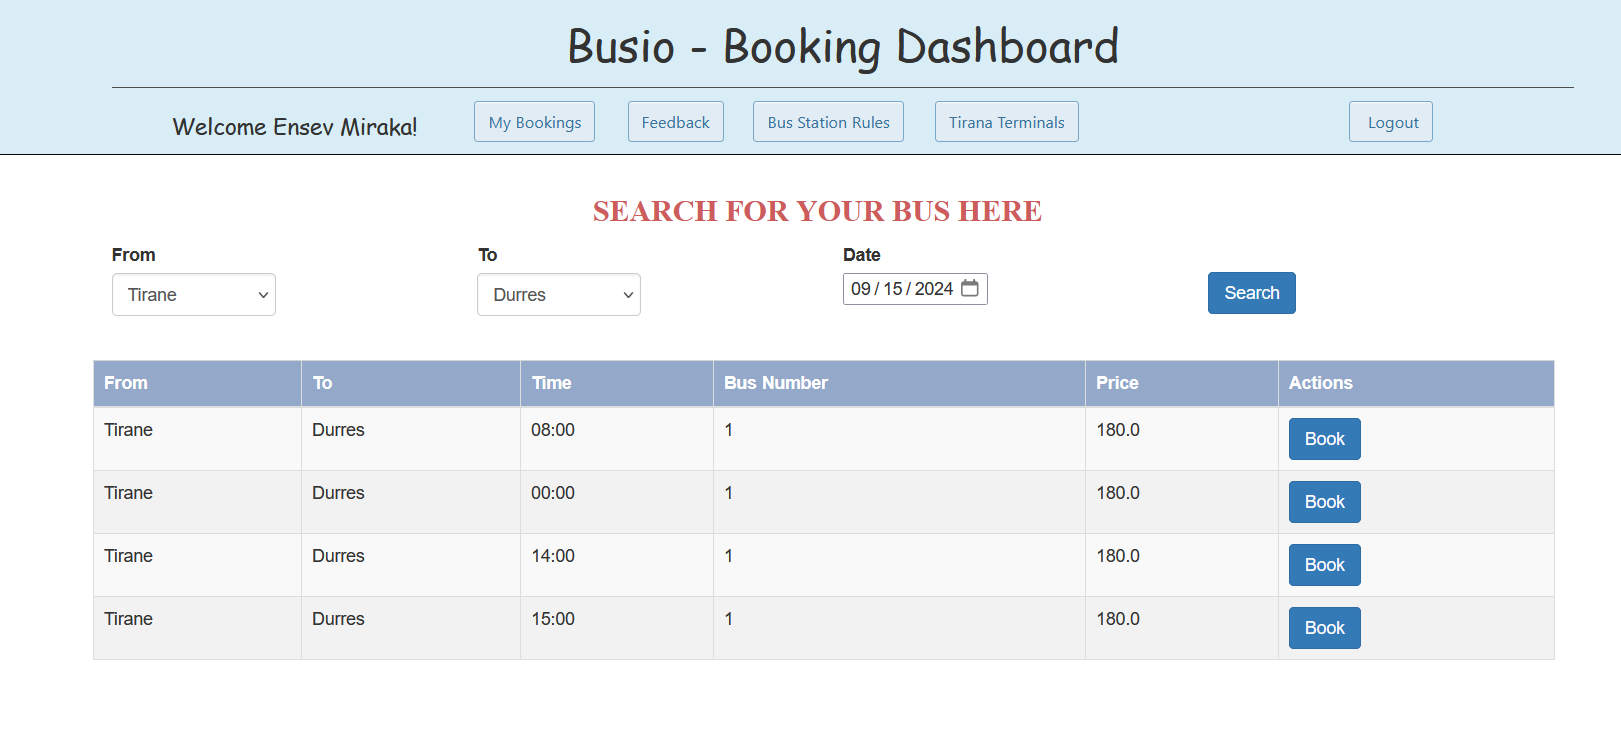 Busio - Booking Dashboard
Welcome Ensev Miraka! My Bookings Feedback Bus Station Rules Tirana Terminals Logout
SEARCH FOR YOUR BUS HERE
From To Date
Tirane Durres 09/15/2024 Search
From To Time Bus Number Price Actions
Tirane Durres 08:00 1 180.0 Book
Tirane Durres 00:00 1 180.0 Book
Tirane Durres 14:00 1 180.0 Book
Tirane Durres 15:00 1 180.0 Book